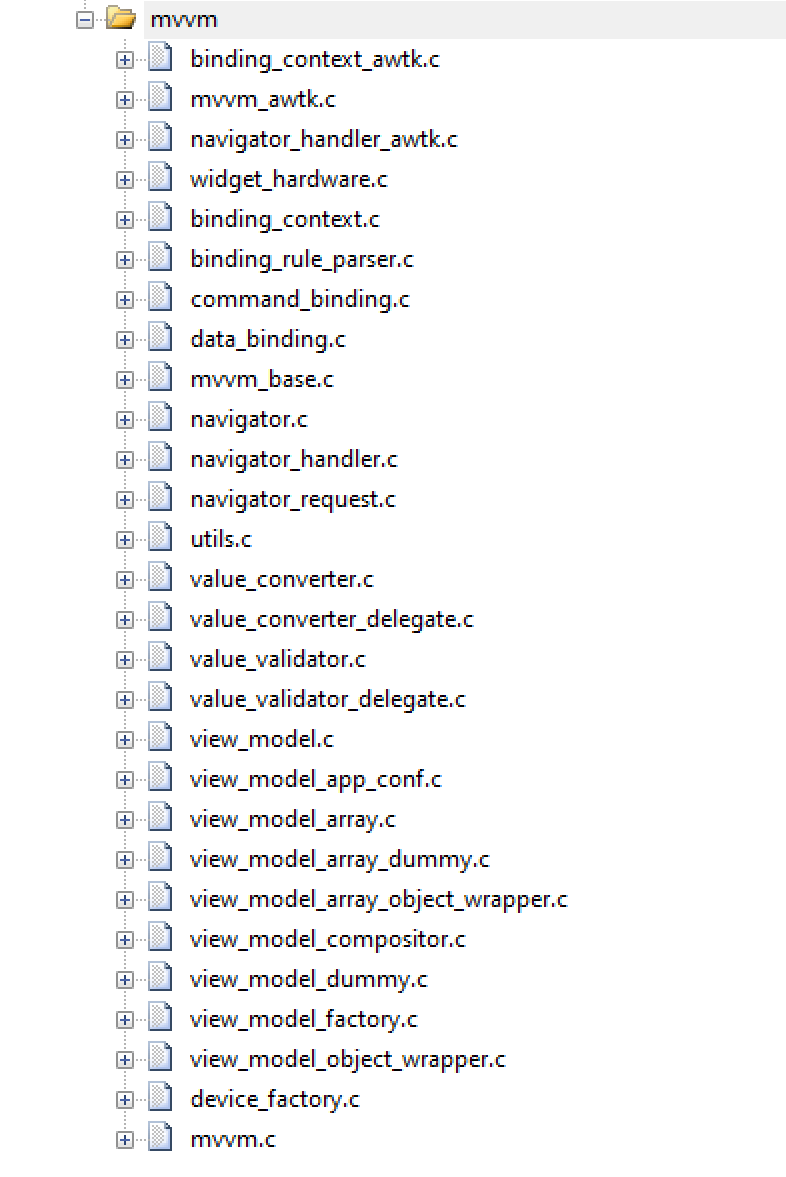 mvvm
binding_context_awtk.c
mvvm_awtk.c
navigator_handler_awtk.c
widget_hardware.c
binding_context.c
binding_rule_parser.c
command_binding.c
data_binding.c
mvvm_base.c
navigator.c
navigator_handler.c
navigator_request.c
utils.c
value_converter.c
value_converter_delegate.c
value_validator.c
value_validator_delegate.c
view_model.c
view_model_app_conf.c
view_model_array.c
view_model_array_dummy.c
view_model_array_object_wrapper.c
view_model_compositor.c
view_model_dummy.c
view_model_factory.c
view_model_object_wrapper.c
device_factory.c
mvvm.c